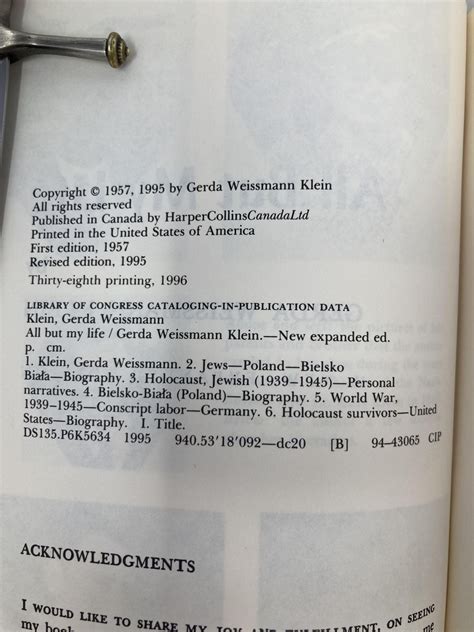 Copyright © 1957, 1995 by Gerda Weissmann Klein
All rights reserved
Published in Canada by HarperCollinsCanadaLtd
Printed in the United States of America
First edition, 1957
Revised edition, 1995
Thirty-eighth printing, 1996
LIBRARY OF CONGRESS CATALOGING-IN-PUBLICATION DATA
Klein, Gerda Weissmann
All but my life / Gerda Weissmann Klein.—New expanded ed.
p. cm.
1. Klein, Gerda Weissmann. 2. Jews—Poland—Bielsko
Biała—Biography. 3. Holocaust, Jewish (1939–1945)—Personal
narratives. 4. Bielsko-Biała (Poland)—Biography. 5. World War,
1939–1945—Conscript labor—Germany. 6. Holocaust survivors—United
States—Biography. I. Title.
DS135.P6K5634 1995 940.53'18'092—dc20 [B] 94-43065 CIP
ACKNOWLEDGMENTS
I WOULD LIKE TO SHARE MY JOY AND FULFILLMENT, ON SEEING
my book me